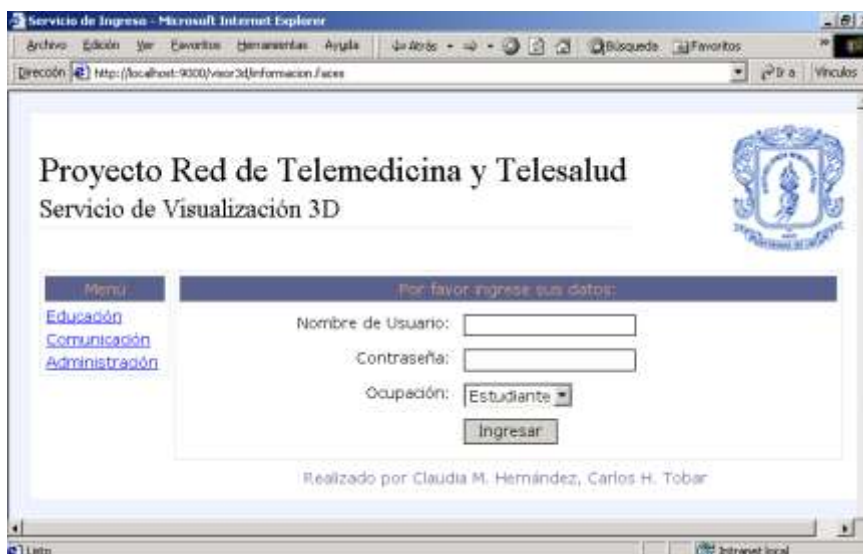 Servicio de Ingreso - Microsoft Internet Explorer
Archivo Edición Ver Favoritos Herramientas Ayuda Atrás Búsqueda Favoritos
Dirección http://localhost:9000/visor3d/informacion.faces Ir a Vínculos
Proyecto Red de Telemedicina y Telesalud
Servicio de Visualización 3D
Menú
Por favor ingrese sus datos:
Educación
Comunicación
Administración
Nombre de Usuario:
Contraseña:
Ocupación: Estudiante
Ingresar
Realizado por Claudia M. Hernández, Carlos H. Tobar
Listo Intranet local